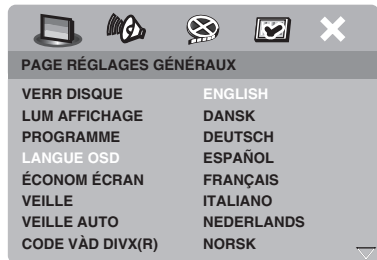 PAGE RÉGLAGES GÉNÉRAUX
VERR DISQUE ENGLISH
LUM AFFICHAGE DANSK
PROGRAMME DEUTSCH
LANGUE OSD ESPAÑOL
ÉCONOM ÉCRAN FRANÇAIS
VEILLE ITALIANO
VEILLE AUTO NEDERLANDS
CODE VÀD DIVX(R) NORSK